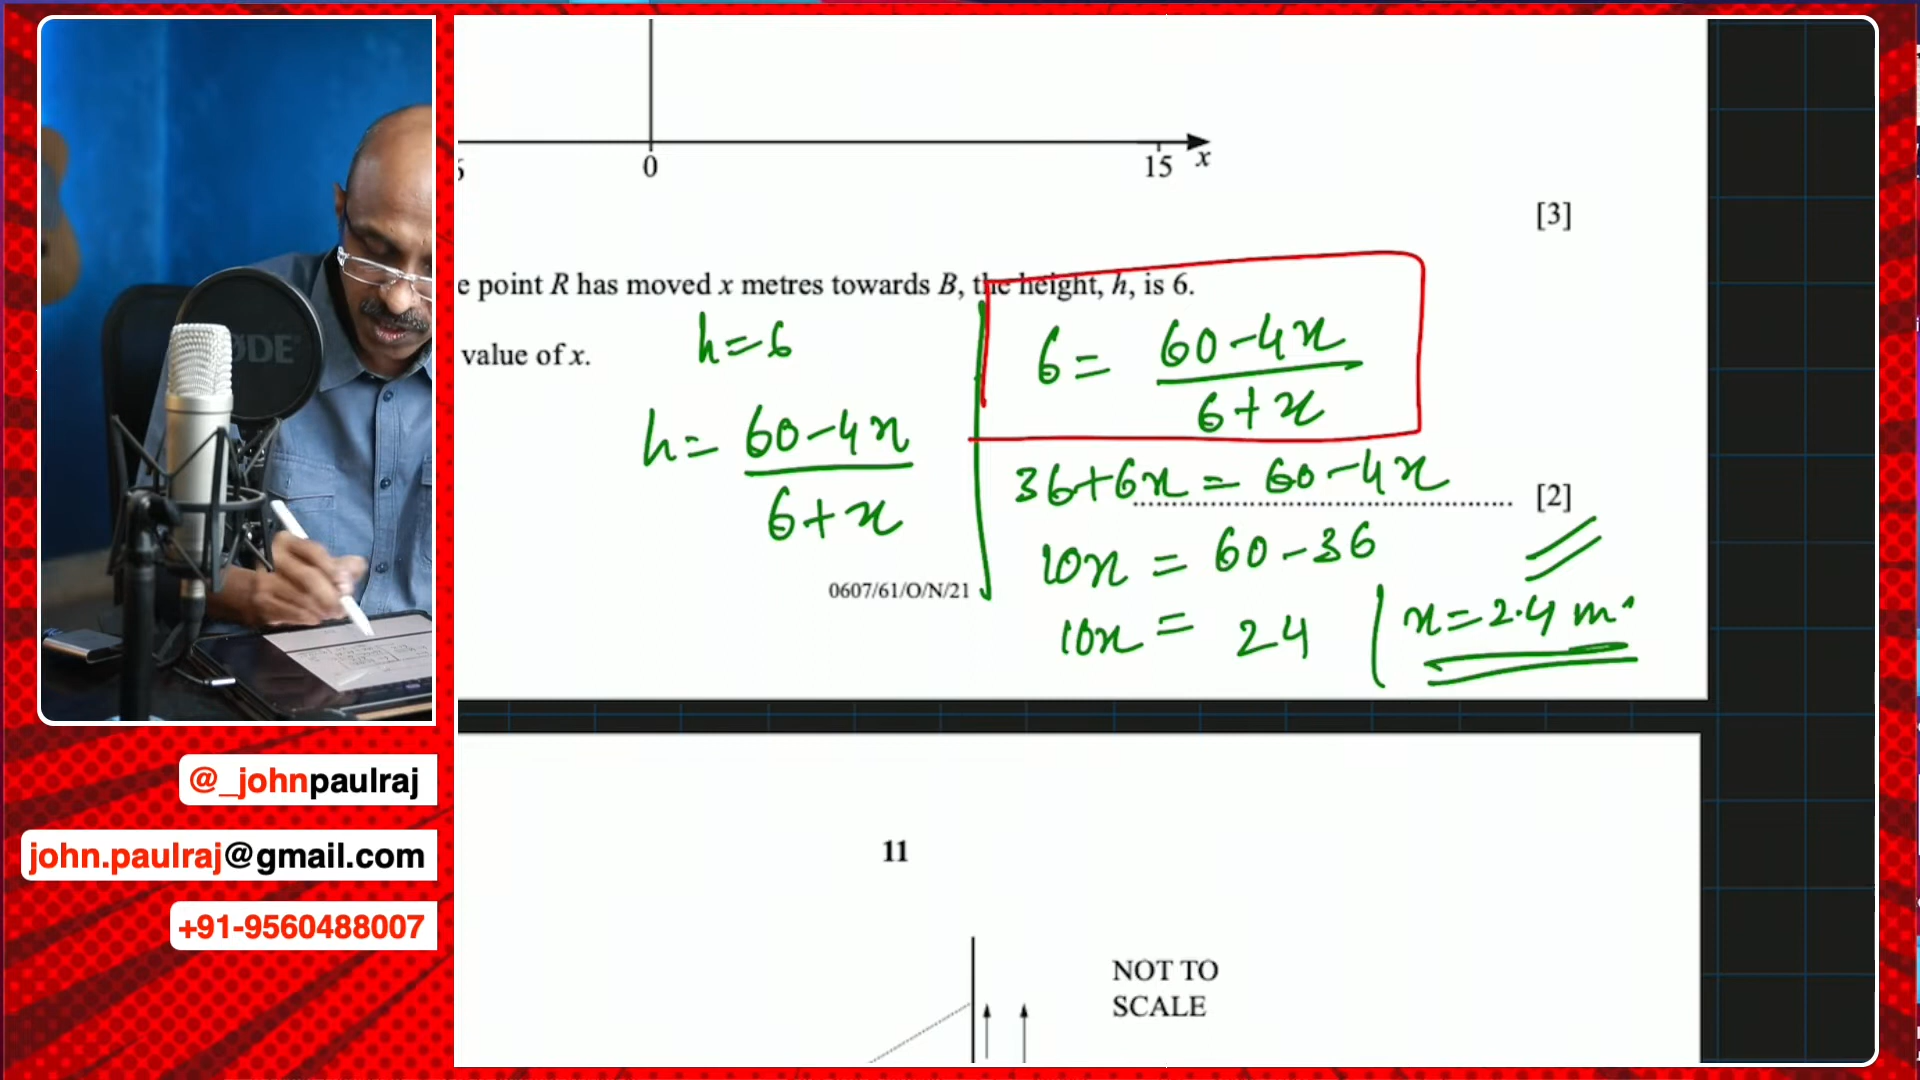 0
15
x
[3]
e point R has moved x metres towards B, the height, h, is 6.
value of x.
h=6
h= 60-4x
6+x
6= 60-4x
6+x
36+6x = 60-4x
[2]
10x = 60-36
10x = 24
x=2.4 m.
0607/61/O/N/21
11
NOT TO
SCALE
@_johnpaulraj
john.paulraj@gmail.com
+91-9560488007